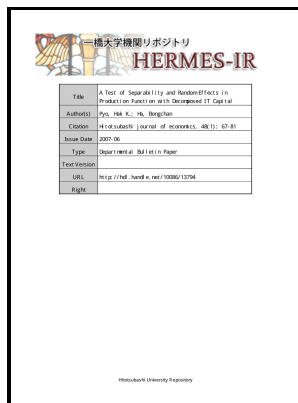 一橋大学機関リポジトリ
HERMES-IR
Title
A Test of Separability and Random Effects in
Production Function with Decomposed IT Capital
Author(s)
Pyo, Hak K.; Ha, Bongchan
Citation
Hitotsubashi journal of economics, 48(1): 67-81
Issue Date
2007-06
Type
Departmental Bulletin Paper
Text Version
URL
http://hdl.handle.net/10086/13794
Right
Hitotsubashi University Repository